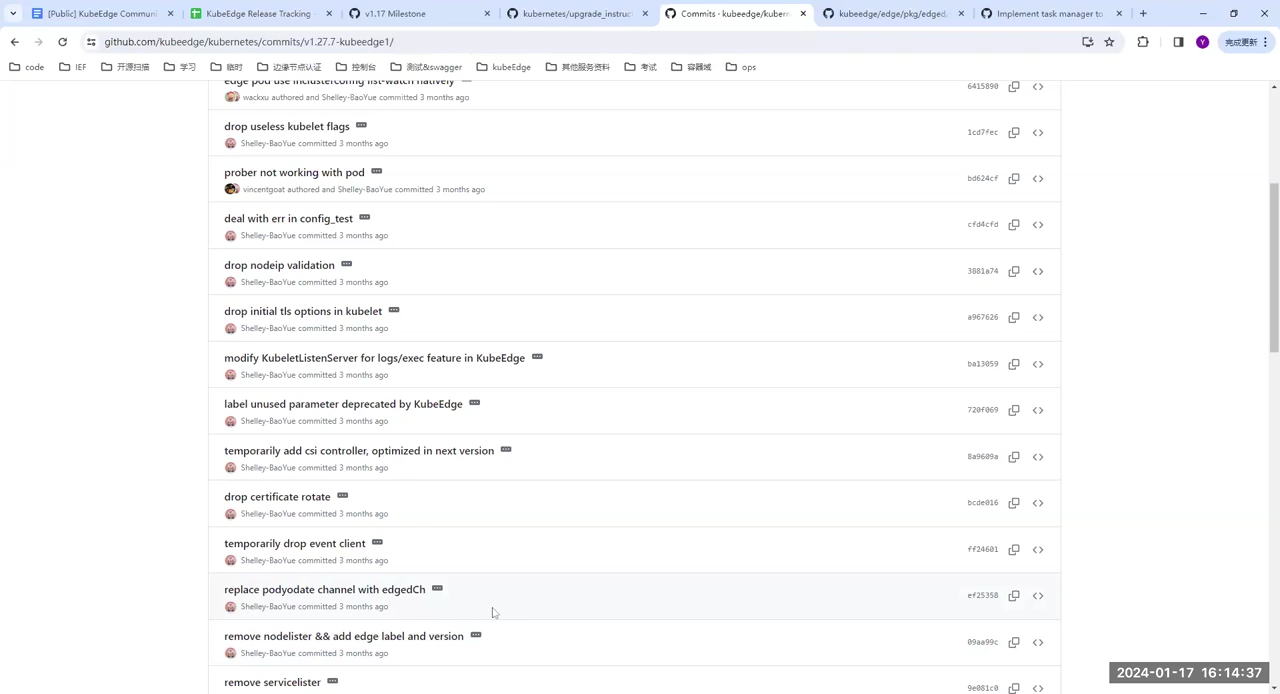 [Public] KubeEdge Communi
KubeEdge Release Tracking -
v1.17 Milestone
kubernetes/upgrade_instruct
Commits · kubeedge/kubern
kubeedge/edge/pkg/edged
Implement task manager to
github.com/kubeedge/kubernetes/commits/v1.27.7-kubeedge1/
Y
完成更新
code
IEF
开源扫描
学习
临时
边缘节点认证
控制台
测试&swagger
kubeedge
其他服务资料
考试
容器域
ops
edge pod use inclusterconfig list-watch natively
6415890
wackxu authored and Shelley-BaoYue committed 3 months ago
drop useless kubelet flags
1cd7fec
Shelley-BaoYue committed 3 months ago
prober not working with pod
bd624cf
vincentgoat authored and Shelley-BaoYue committed 3 months ago
deal with err in config_test
cfd4cfd
Shelley-BaoYue committed 3 months ago
drop nodeip validation
3881a74
Shelley-BaoYue committed 3 months ago
drop initial tls options in kubelet
a967626
Shelley-BaoYue committed 3 months ago
modify KubeletListenServer for logs/exec feature in KubeEdge
ba13059
Shelley-BaoYue committed 3 months ago
label unused parameter deprecated by KubeEdge
720f069
Shelley-BaoYue committed 3 months ago
temporarily add csi controller, optimized in next version
8a9609a
Shelley-BaoYue committed 3 months ago
drop certificate rotate
bcde016
Shelley-BaoYue committed 3 months ago
temporarily drop event client
ff24601
Shelley-BaoYue committed 3 months ago
replace podyodate channel with edgedCh
ef25358
Shelley-BaoYue committed 3 months ago
remove nodelister && add edge label and version
09aa99c
Shelley-BaoYue committed 3 months ago
remove servicelister
9e081c0
2024-01-17 16:14:37